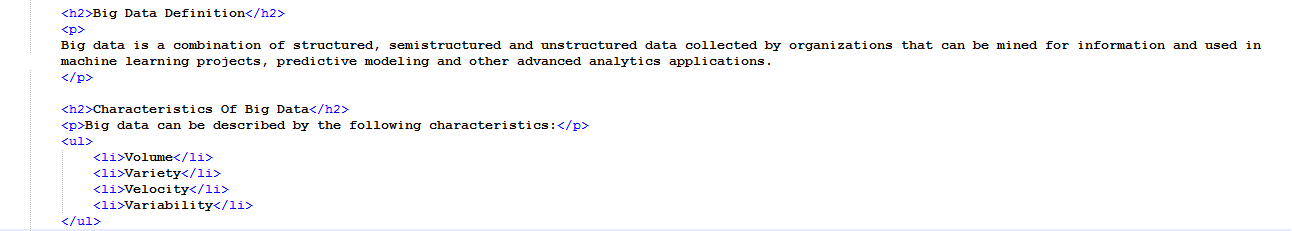 <h2>Big Data Definition</h2>
<p>
Big data is a combination of structured, semistructured and unstructured data collected by organizations that can be mined for information and used in
machine learning projects, predictive modeling and other advanced analytics applications.
</p>
<h2>Characteristics Of Big Data</h2>
<p>Big data can be described by the following characteristics:</p>
<ul>
<li>Volume</li>
<li>Variety</li>
<li>Velocity</li>
<li>Variability</li>
</ul>